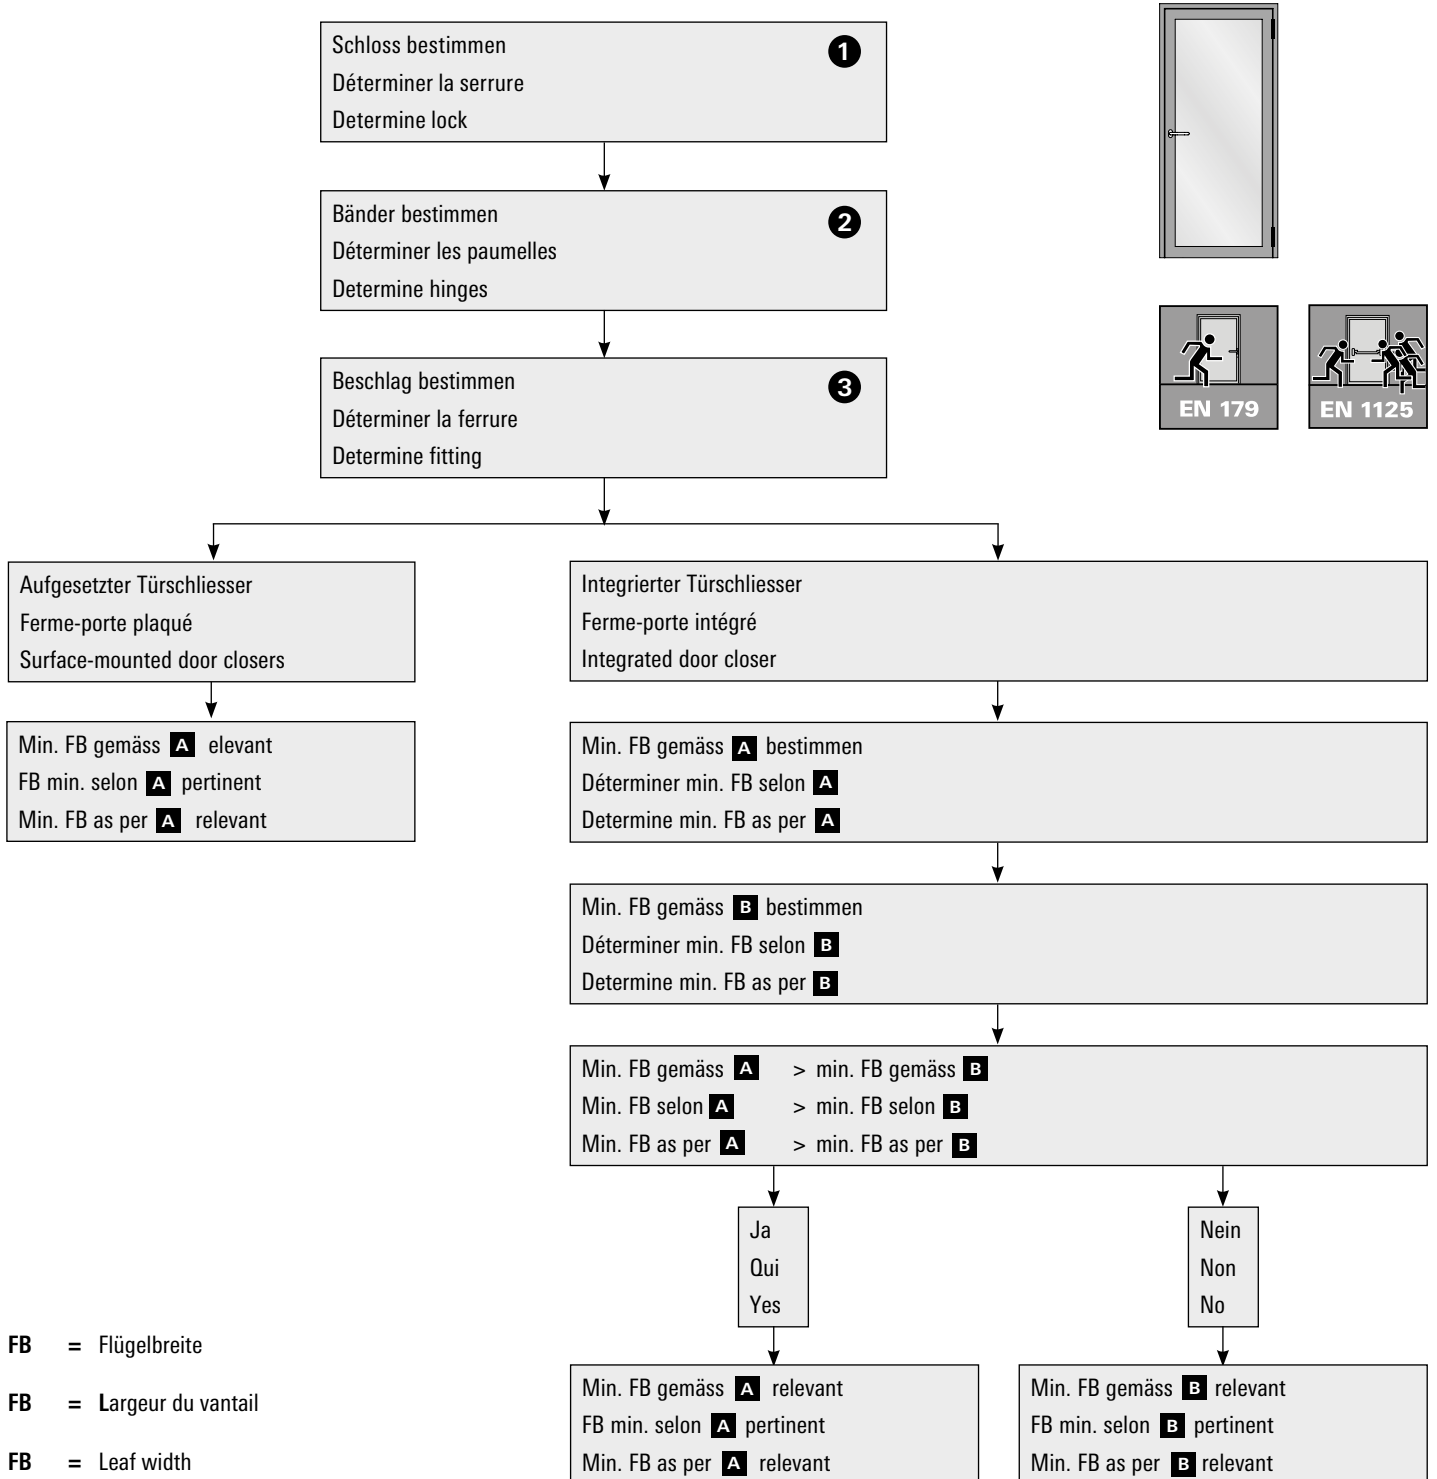 Schloss bestimmen 1
Déterminer la serrure
Determine lock
Bänder bestimmen 2
Déterminer les paumelles
Determine hinges
EN 179
EN 1125
Beschlag bestimmen 3
Déterminer la ferrure
Determine fitting
Aufgesetzter Türschliesser
Ferme-porte plaqué
Surface-mounted door closers
Integrierter Türschliesser
Ferme-porte intégré
Integrated door closer
Min. FB gemäss A elevant
FB min. selon A pertinent
Min. FB as per A relevant
Min. FB gemäss A bestimmen
Déterminer min. FB selon A
Determine min. FB as per A
Min. FB gemäss B bestimmen
Déterminer min. FB selon B
Determine min. FB as per B
Min. FB gemäss A > min. FB gemäss B
Min. FB selon A > min. FB selon B
Min. FB as per A > min. FB as per B
Ja
Qui
Yes
Nein
Non
No
Min. FB gemäss A relevant
FB min. selon A pertinent
Min. FB as per A relevant
Min. FB gemäss B relevant
FB min. selon B pertinent
Min. FB as per B relevant
FB = Flügelbreite
FB = Largeur du vantail
FB = Leaf width